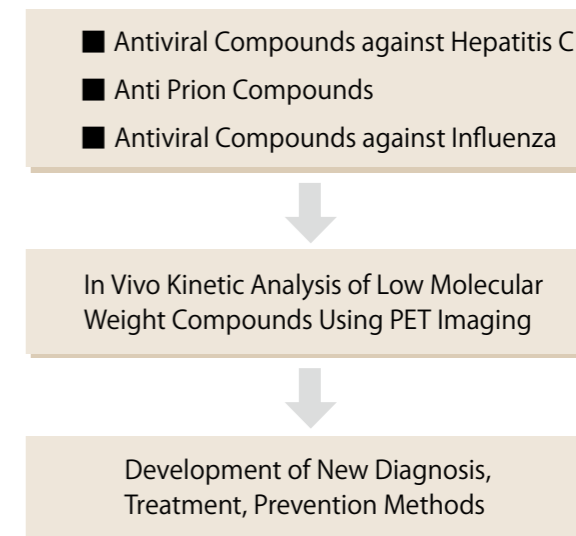 ■ Antiviral Compounds against Hepatitis C
■ Anti Prion Compounds
■ Antiviral Compounds against Influenza
In Vivo Kinetic Analysis of Low Molecular
Weight Compounds Using PET Imaging
Development of New Diagnosis,
Treatment, Prevention Methods